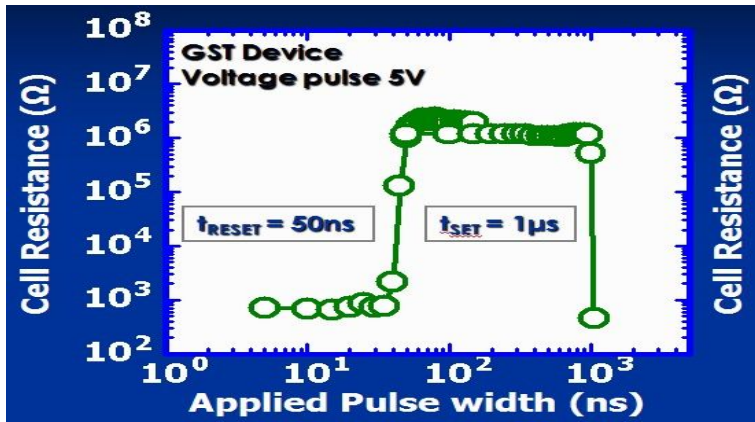 GST Device
Voltage pulse 5V
Cell Resistance (Ω)
10⁸
10⁷
10⁶
10⁵
10⁴
10³
10²
t_RESET = 50ns
t_SET = 1µs
Cell Resistance (Ω)
10⁰ 10¹ 10² 10³
Applied Pulse width (ns)